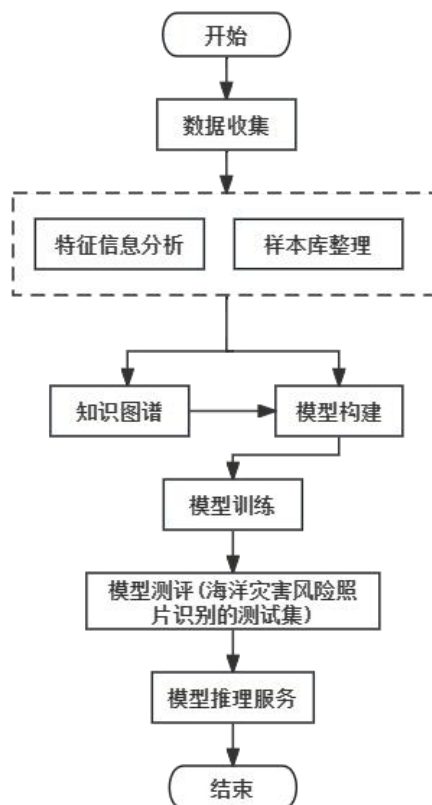 开始
数据收集
特征信息分析
样本库整理
知识图谱
模型构建
模型训练
模型测评(海洋灾害风险照
片识别的测试集)
模型推理服务
结束